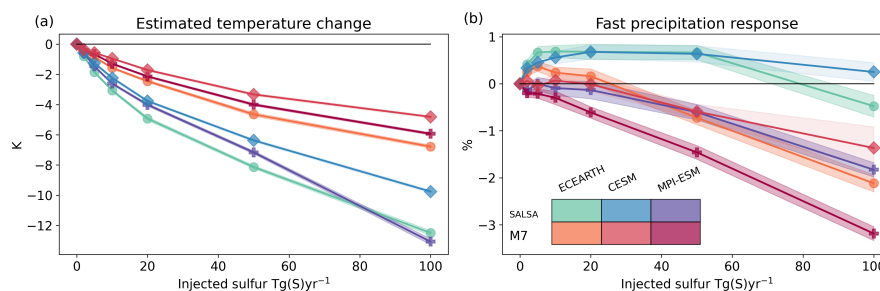 (a)
Estimated temperature change
0
−2
−4
−6
−8
−10
−12
K
0 20 40 60 80 100
Injected sulfur Tg(S)yr⁻¹
(b)
Fast precipitation response
1
0
−1
−2
−3
%
ECEARTH
CESM
MPI-ESM
SALSA
M7
0 20 40 60 80 100
Injected sulfur Tg(S)yr⁻¹